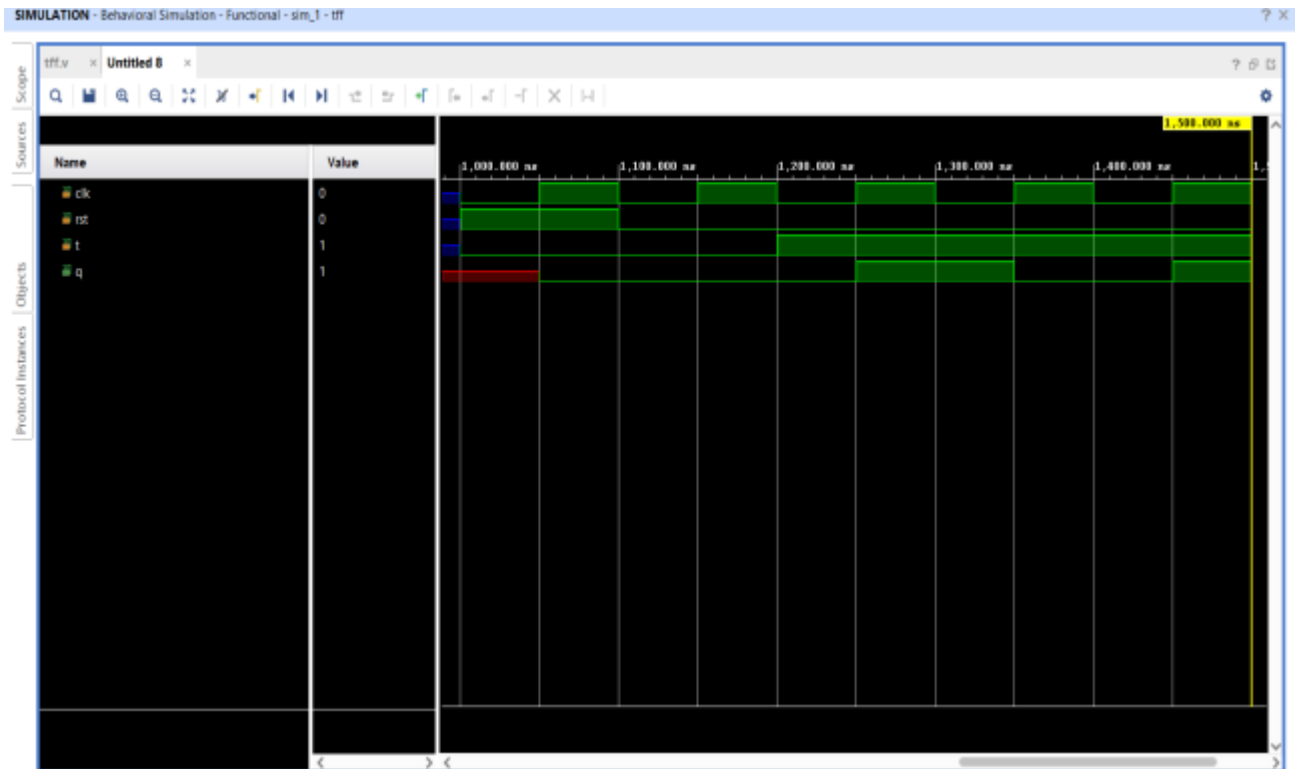 SIMULATION - Behavioral Simulation - Functional - sim_1 - tff
? X
tff.v × Untitled 8 ×
?
Scope
Sources
Objects
Protocol Instances
1,500.000 ns
Name Value
1,000.000 ns 1,100.000 ns 1,200.000 ns 1,300.000 ns 1,400.000 ns
clk 0
rst 0
t 1
q 1